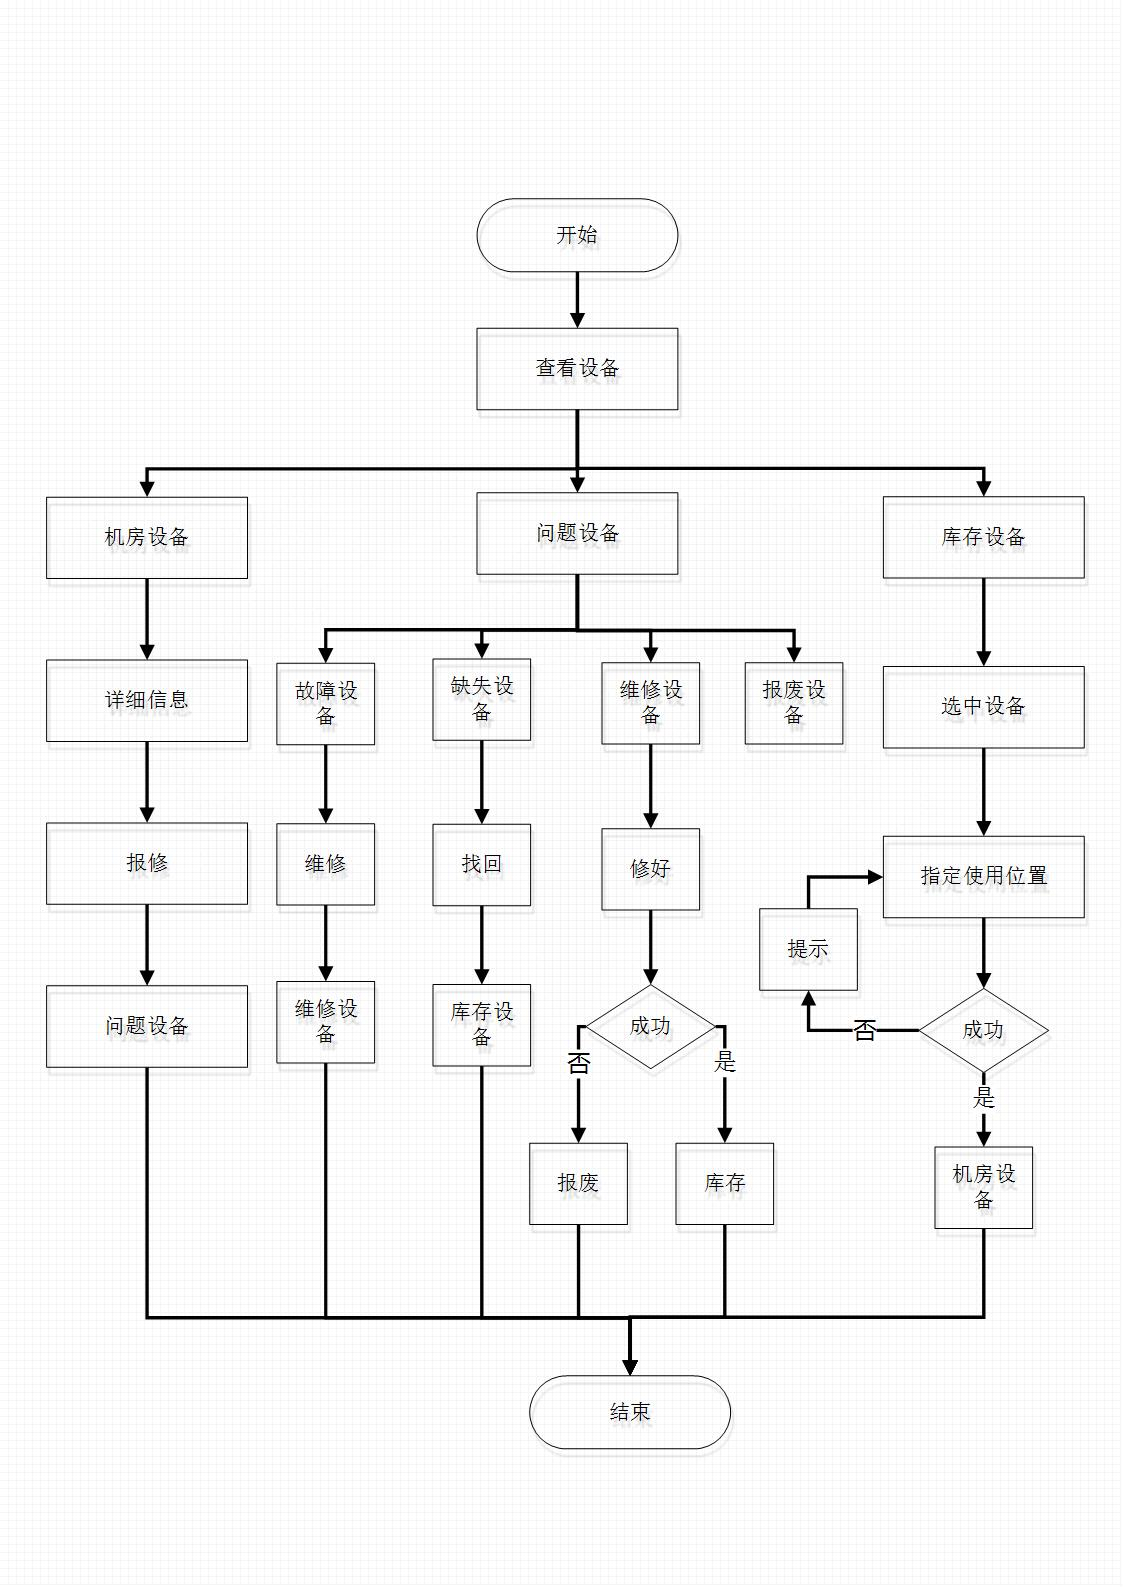 开始
查看设备
机房设备
问题设备
库存设备
详细信息
故障设
备
缺失设
备
维修设
备
报废设
备
选中设备
报修
维修
找回
修好
指定使用位置
提示
问题设备
维修设
备
库存设
备
成功
否
成功
否
是
是
报废
库存
机房设
备
结束